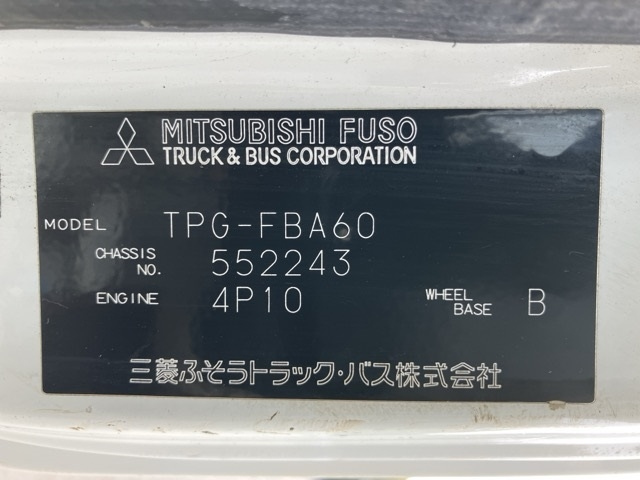 MITSUBISHI FUSO
TRUCK & BUS CORPORATION
MODEL TPG-FBA60
CHASSIS NO. 552243
ENGINE 4P10 WHEEL BASE B
三菱ふそうトラック・バス株式会社